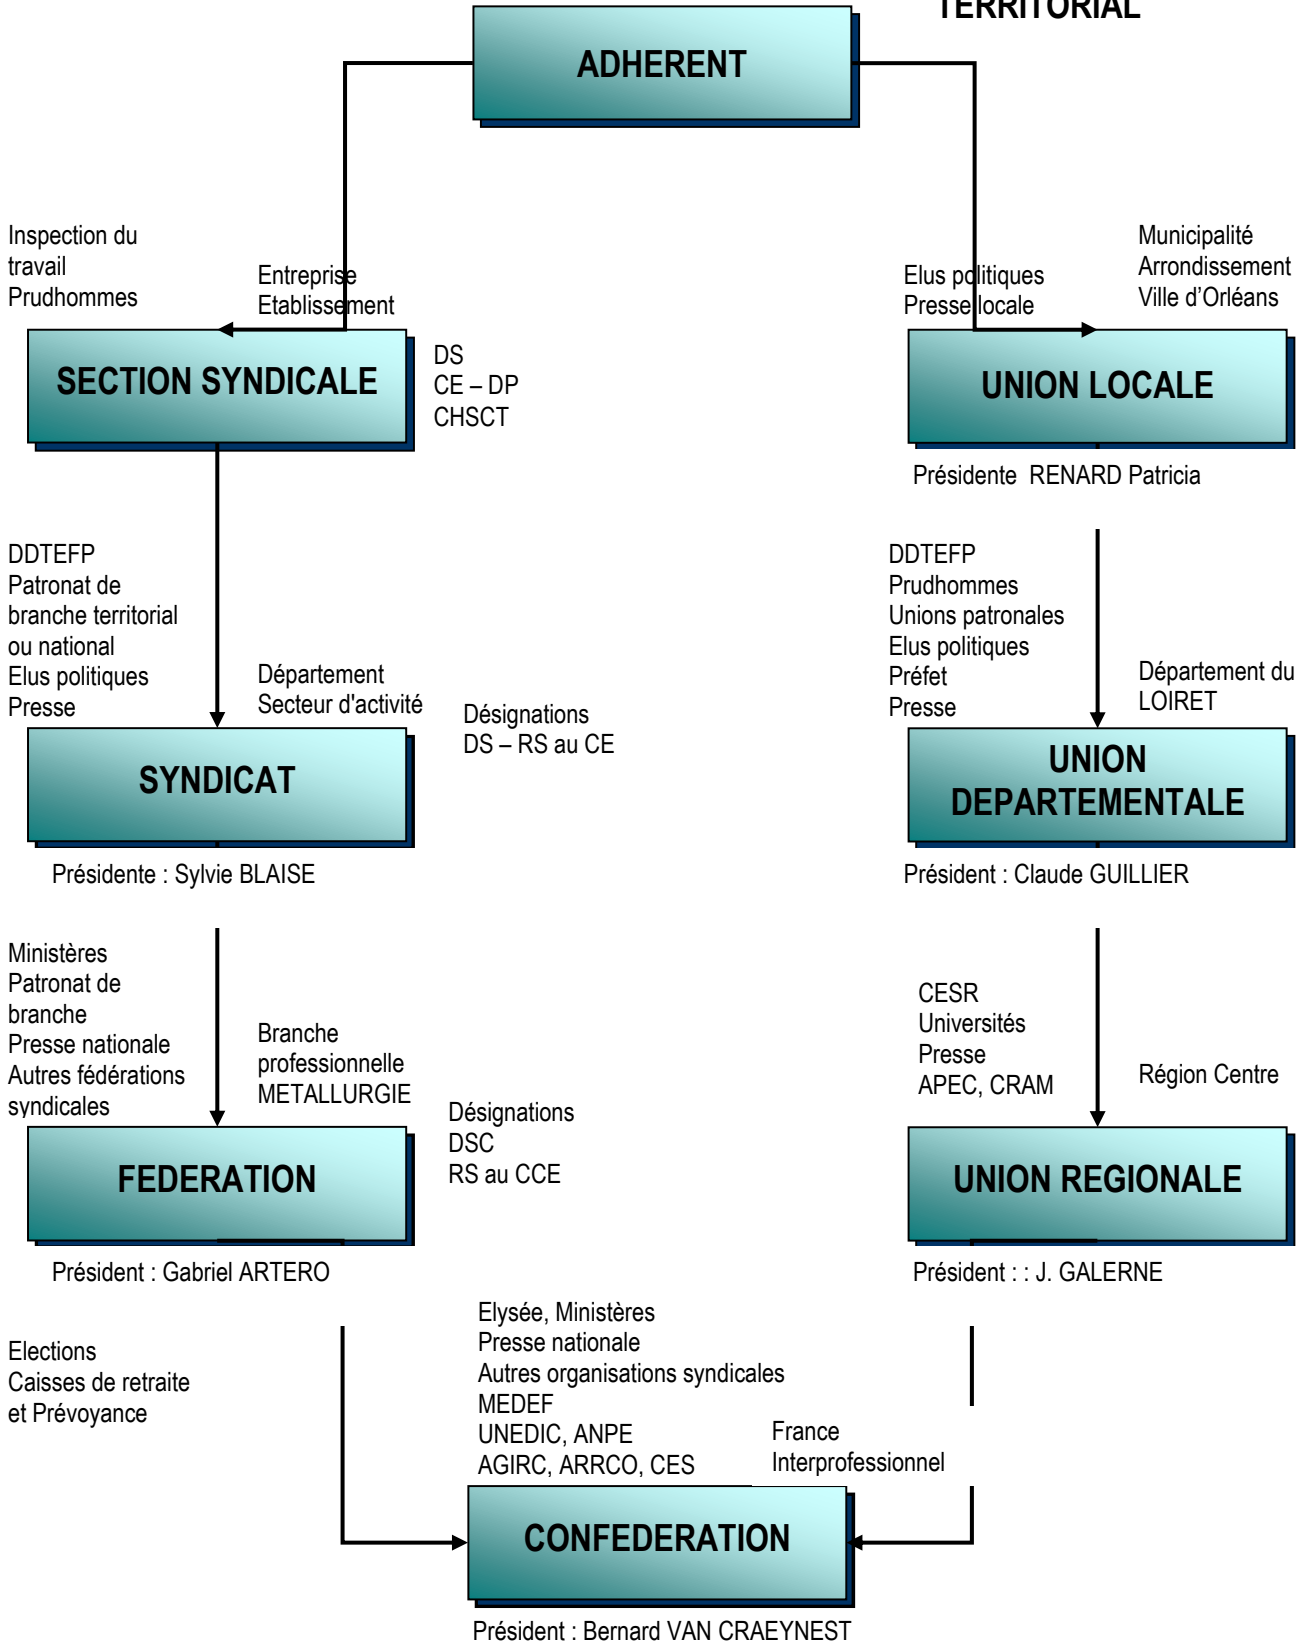 TERRITORIAL
ADHERENT
Inspection du
travail
Prudhommes
Entreprise
Etablissement
Elus politiques
Presse locale
Municipalité
Arrondissement
Ville d’Orléans
SECTION SYNDICALE
DS
CE – DP
CHSCT
UNION LOCALE
Présidente RENARD Patricia
DDTEFP
Patronat de
branche territorial
ou national
Elus politiques
Presse
Département
Secteur d'activité
Désignations
DS – RS au CE
DDTEFP
Prudhommes
Unions patronales
Elus politiques
Préfet
Presse
Département du
LOIRET
SYNDICAT
UNION
DEPARTEMENTALE
Présidente : Sylvie BLAISE
Président : Claude GUILLIER
Ministères
Patronat de
branche
Presse nationale
Autres fédérations
syndicales
Branche
professionnelle
METALLURGIE
Désignations
DSC
RS au CCE
CESR
Universités
Presse
APEC, CRAM
Région Centre
FEDERATION
UNION REGIONALE
Président : Gabriel ARTERO
Président : : J. GALERNE
Elections
Caisses de retraite
et Prévoyance
Elysée, Ministères
Presse nationale
Autres organisations syndicales
MEDEF
UNEDIC, ANPE
AGIRC, ARRCO, CES
France
Interprofessionnel
CONFEDERATION
Président : Bernard VAN CRAEYNEST